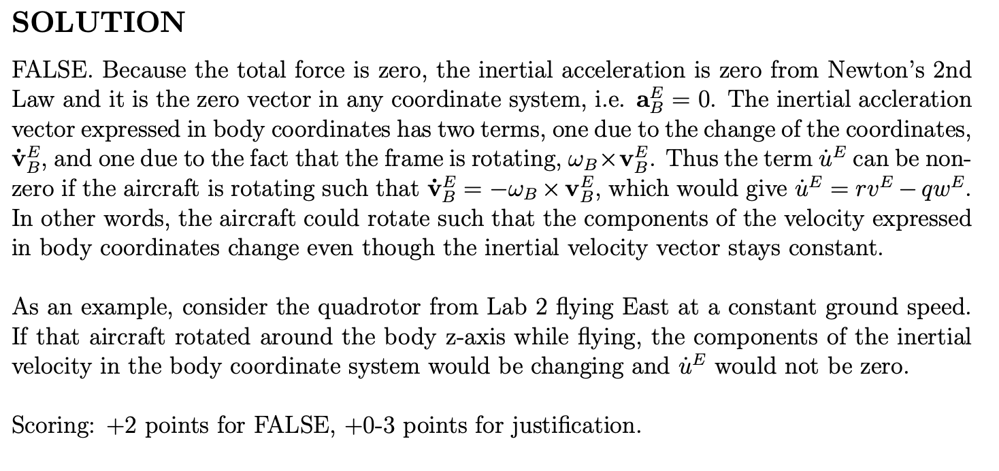 SOLUTION
FALSE. Because the total force is zero, the inertial acceleration is zero from Newton's 2nd
Law and it is the zero vector in any coordinate system, i.e. $\mathbf{a}_B^E = 0$. The inertial accleration
vector expressed in body coordinates has two terms, one due to the change of the coordinates,
$\dot{\mathbf{v}}_B^E$, and one due to the fact that the frame is rotating, $\omega_B \times \mathbf{v}_B^E$. Thus the term $\dot{u}^E$ can be non-
zero if the aircraft is rotating such that $\dot{\mathbf{v}}_B^E = -\omega_B \times \mathbf{v}_B^E$, which would give $\dot{u}^E = rv^E - qw^E$.
In other words, the aircraft could rotate such that the components of the velocity expressed
in body coordinates change even though the inertial velocity vector stays constant.
As an example, consider the quadrotor from Lab 2 flying East at a constant ground speed.
If that aircraft rotated around the body z-axis while flying, the components of the inertial
velocity in the body coordinate system would be changing and $\dot{u}^E$ would not be zero.
Scoring: +2 points for FALSE, +0-3 points for justification.